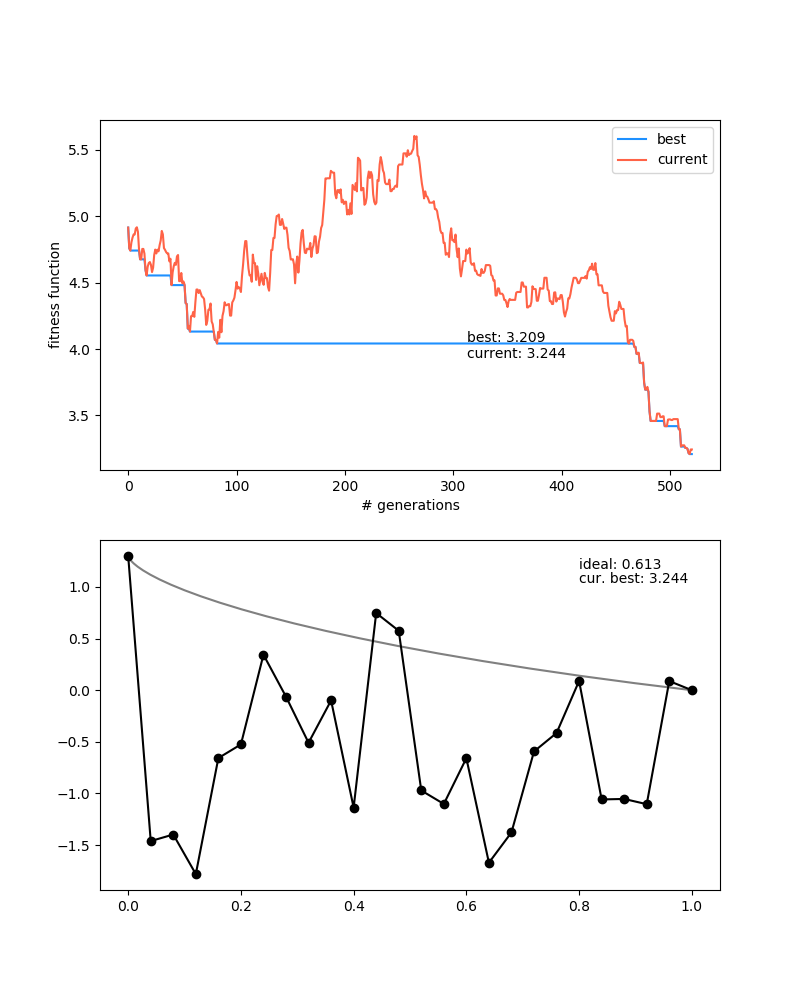 best
current
5.5
5.0
4.5
4.0
3.5
fitness function
best: 3.209
current: 3.244
0 100 200 300 400 500
# generations
ideal: 0.613
cur. best: 3.244
1.0
0.5
0.0
−0.5
−1.0
−1.5
0.0 0.2 0.4 0.6 0.8 1.0